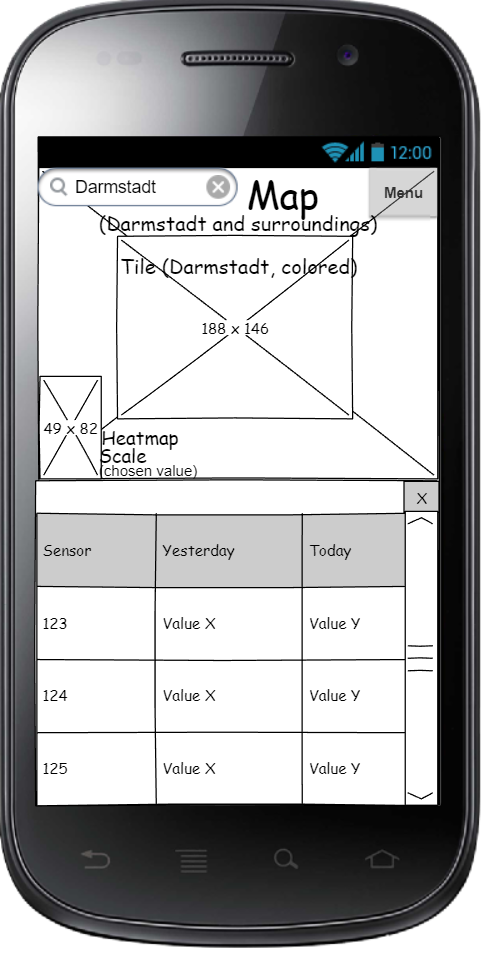 12:00
Darmstadt
Map
Menu
(Darmstadt and surroundings)
Tile (Darmstadt, colored)
188 x 146
49 x 82
Heatmap
Scale
(chosen value)
X
Sensor Yesterday Today
123 Value X Value Y
124 Value X Value Y
125 Value X Value Y